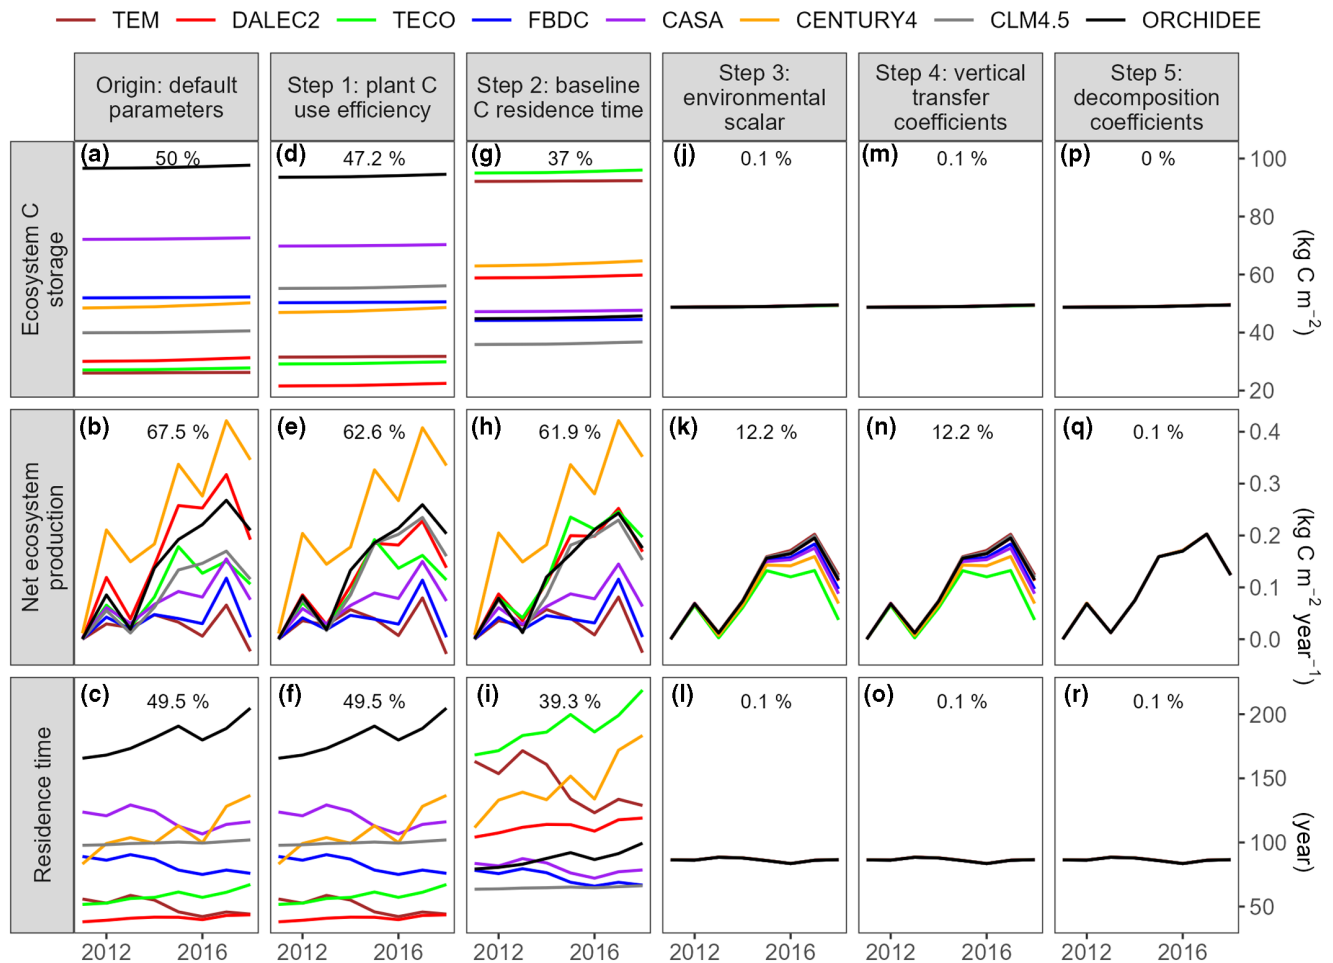 TEM DALEC2 TECO FBDC CASA CENTURY4 CLM4.5 ORCHIDEE
Origin: default
parameters
Step 1: plant C
use efficiency
Step 2: baseline
C residence time
Step 3:
environmental
scalar
Step 4: vertical
transfer
coefficients
Step 5:
decomposition
coefficients
Ecosystem C
storage
(a) 50 %
(d) 47.2 %
(g) 37 %
(j) 0.1 %
(m) 0.1 %
(p) 0 %
100
80
60
40
20
(kg C m⁻²)
Net ecosystem
production
(b) 67.5 %
(e) 62.6 %
(h) 61.9 %
(k) 12.2 %
(n) 12.2 %
(q) 0.1 %
0.4
0.3
0.2
0.1
0.0
(kg C m⁻² year⁻¹)
Residence time
(c) 49.5 %
(f) 49.5 %
(i) 39.3 %
(l) 0.1 %
(o) 0.1 %
(r) 0.1 %
200
150
100
50
(year)
2012 2016 2012 2016 2012 2016 2012 2016 2012 2016 2012 2016